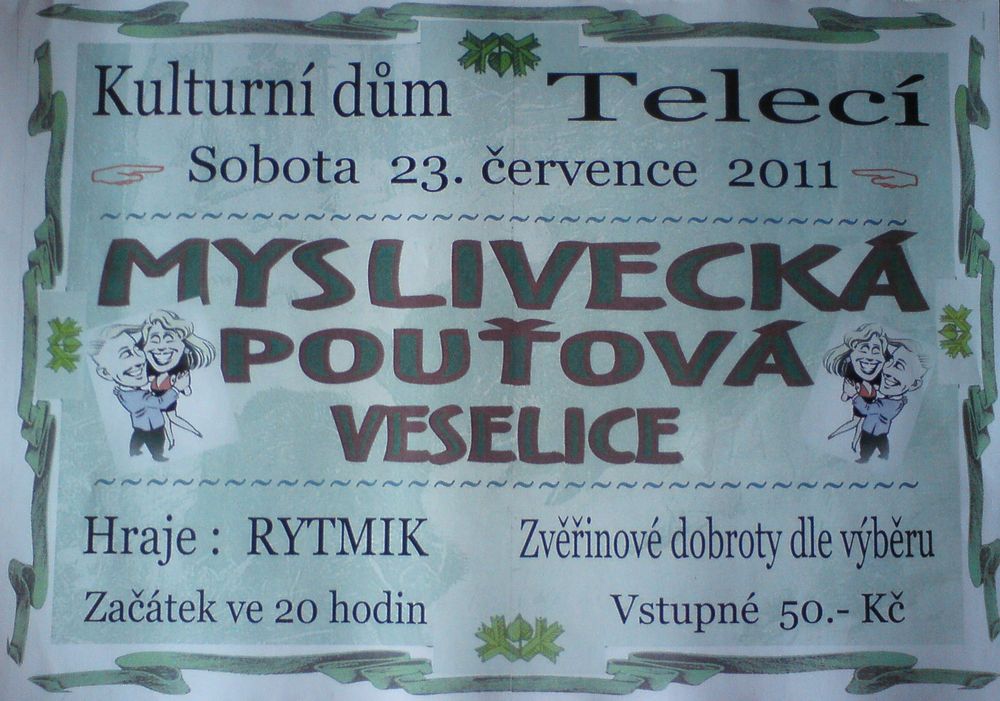 Kulturní dům Telecí
Sobota 23. července 2011
MYSLIVECKÁ
POUŤOVÁ
VESELICE
Hraje : RYTMIK
Zvěřinové dobroty dle výběru
Začátek ve 20 hodin
Vstupné 50.- Kč